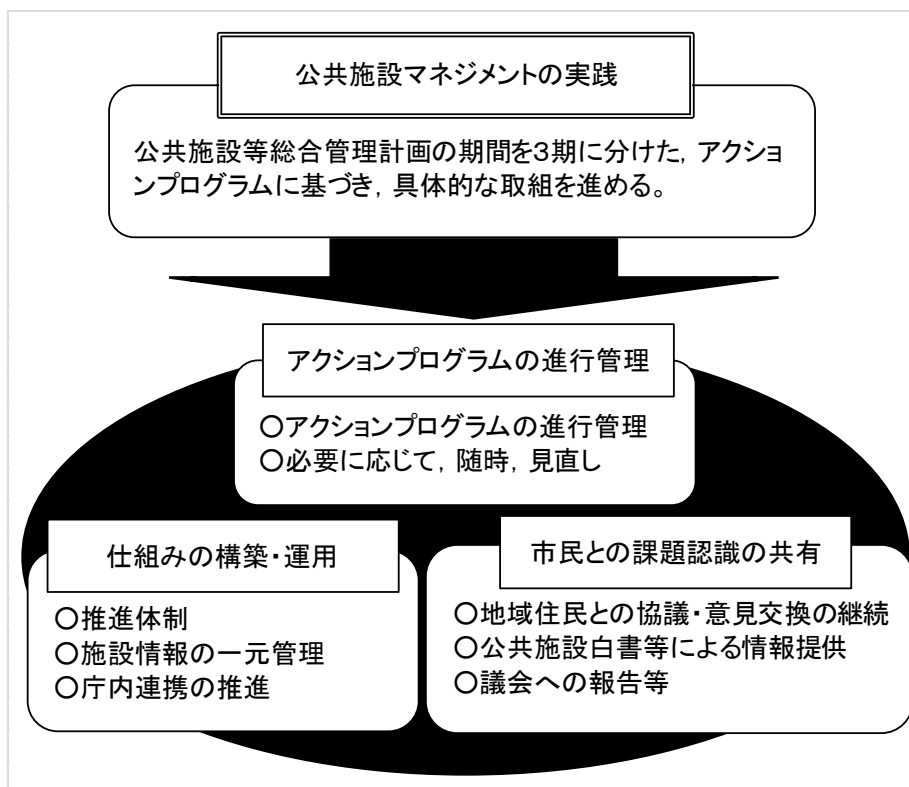 公共施設マネジメントの実践
公共施設等総合管理計画の期間を3期に分けた，アクショ
ンプログラムに基づき，具体的な取組を進める。
アクションプログラムの進行管理
○アクションプログラムの進行管理
○必要に応じて，随時，見直し
仕組みの構築・運用
○推進体制
○施設情報の一元管理
○庁内連携の推進
市民との課題認識の共有
○地域住民との協議・意見交換の継続
○公共施設白書等による情報提供
○議会への報告等